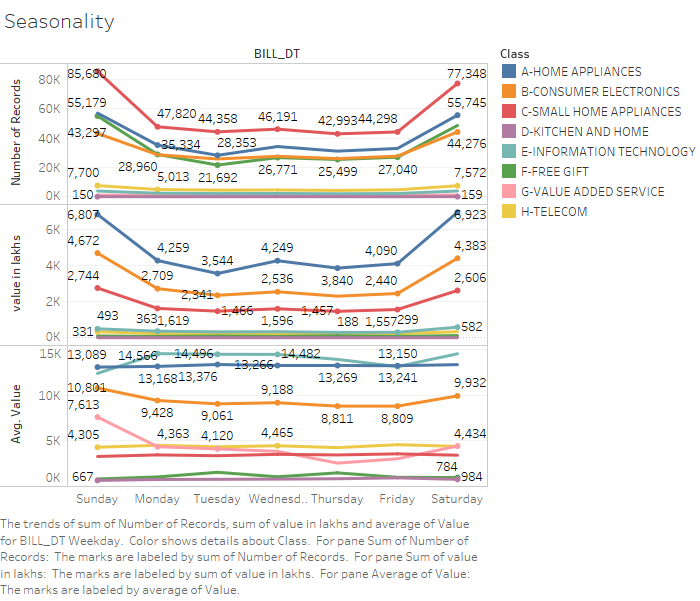 Seasonality
BILL_DT
Class
A-HOME APPLIANCES
B-CONSUMER ELECTRONICS
C-SMALL HOME APPLIANCES
D-KITCHEN AND HOME
E-INFORMATION TECHNOLOGY
F-FREE GIFT
G-VALUE ADDED SERVICE
H-TELECOM
Number of Records
80K
60K
40K
20K
0K
85,680
77,348
55,179
47,820
44,358
46,191
42,993
44,298
55,745
43,297
35,334
28,353
44,276
28,960
21,692
26,771
25,499
27,040
7,700
5,013
7,572
150
159
value in lakhs
6K
4K
2K
0K
6,807
6,923
4,672
4,259
3,544
4,249
3,840
4,090
4,383
2,744
2,709
2,341
2,536
2,440
2,606
1,466
1,457
493
363
1,619
1,596
188
1,557
299
582
331
Avg. Value
15K
10K
5K
0K
13,089
14,566
14,496
14,482
13,150
13,266
13,168
13,376
13,269
13,241
10,801
9,188
9,932
7,613
9,428
9,061
8,811
8,809
4,305
4,363
4,120
4,465
4,434
784
667
984
Sunday
Monday
Tuesday
Wednesd..
Thursday
Friday
Saturday
The trends of sum of Number of Records, sum of value in lakhs and average of Value
for BILL_DT Weekday.  Color shows details about Class.  For pane Sum of Number of
Records:  The marks are labeled by sum of Number of Records.  For pane Sum of value
in lakhs:  The marks are labeled by sum of value in lakhs.  For pane Average of Value:
The marks are labeled by average of Value.